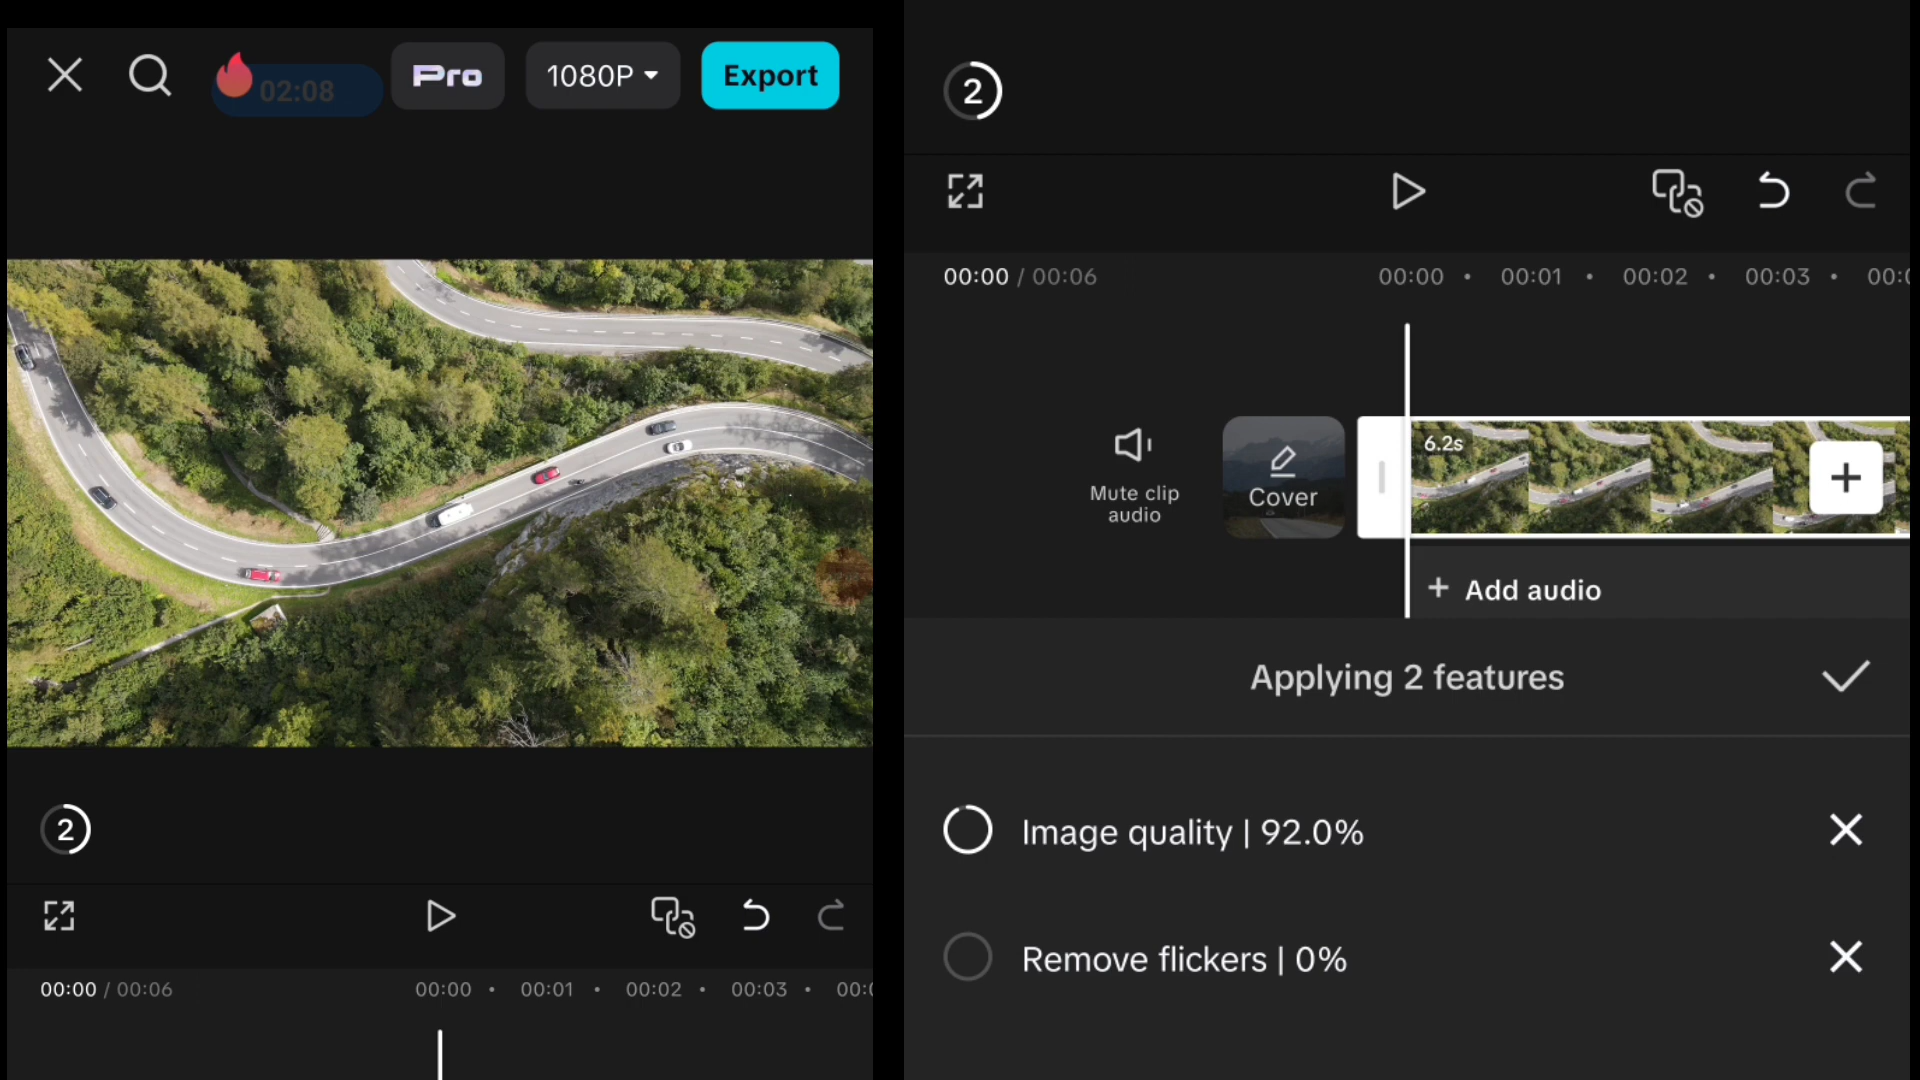 02:08
Pro
1080P
Export
2
00:00 / 00:06
00:00
00:01
00:02
00:03
2
00:00 / 00:06
00:00
00:01
00:02
00:03
Mute clip
audio
Cover
6.2s
+ Add audio
Applying 2 features
Image quality | 92.0%
Remove flickers | 0%